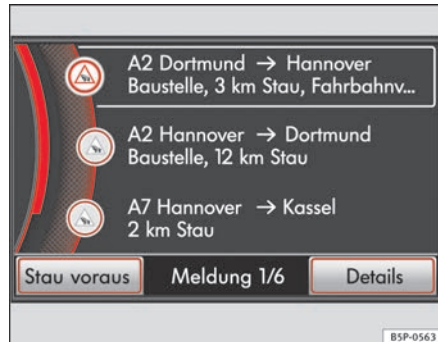 A2 Dortmund → Hannover
Baustelle, 3 km Stau, Fahrbahnv...
A2 Hannover → Dortmund
Baustelle, 12 km Stau
A7 Hannover → Kassel
2 km Stau
Stau voraus Meldung 1/6 Details
B5P-0563